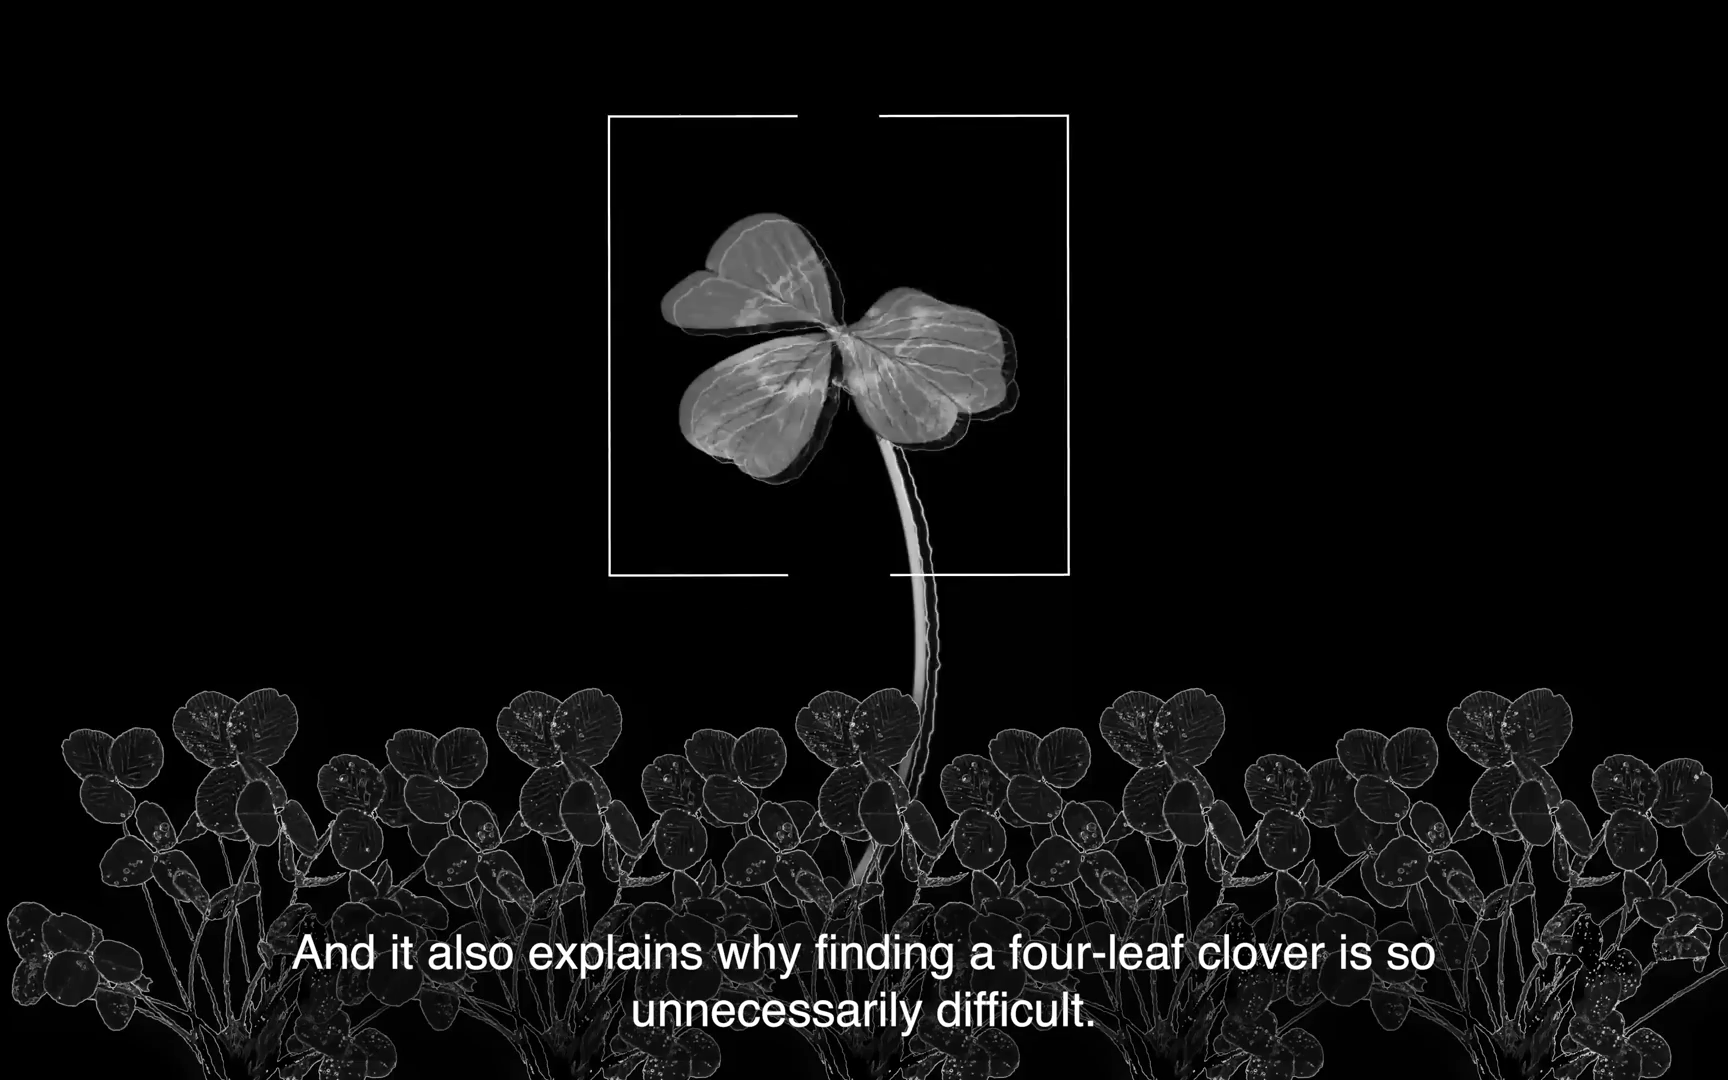 And it also explains why finding a four-leaf clover is so
unnecessarily difficult.